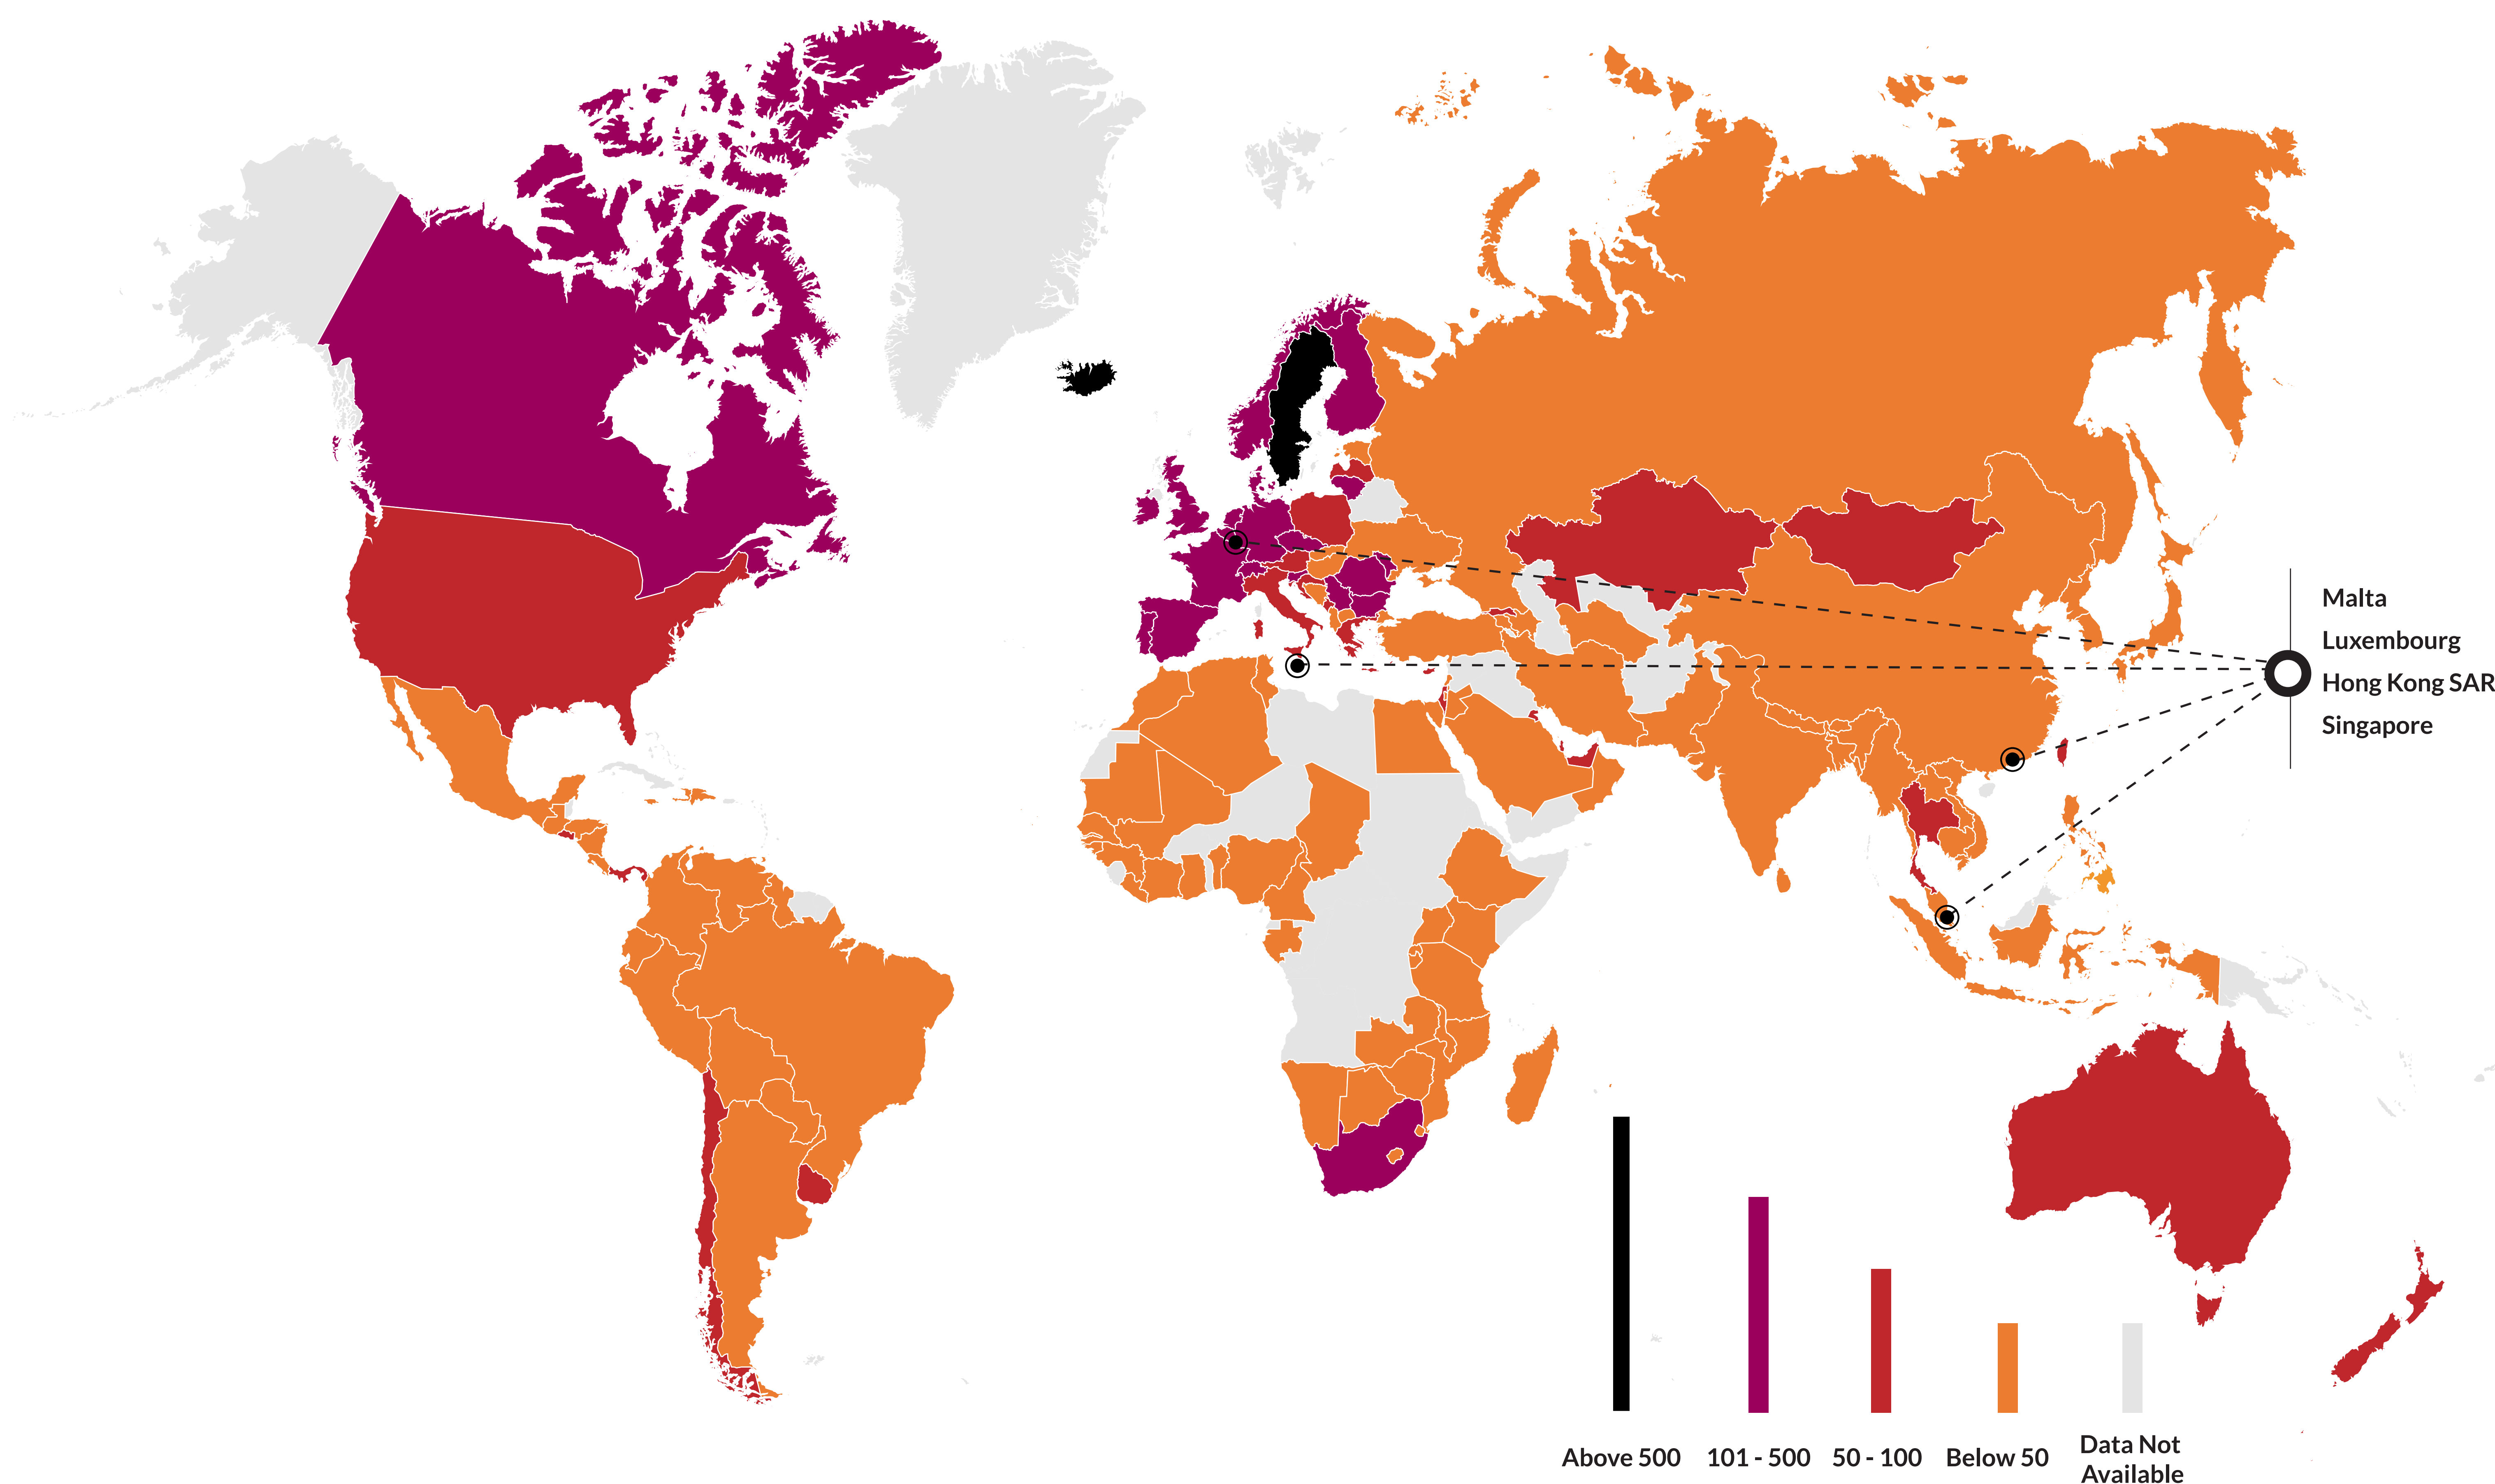 Malta
Luxembourg
Hong Kong SAR
Singapore
Above 500
101 - 500
50 - 100
Below 50
Data Not
Available